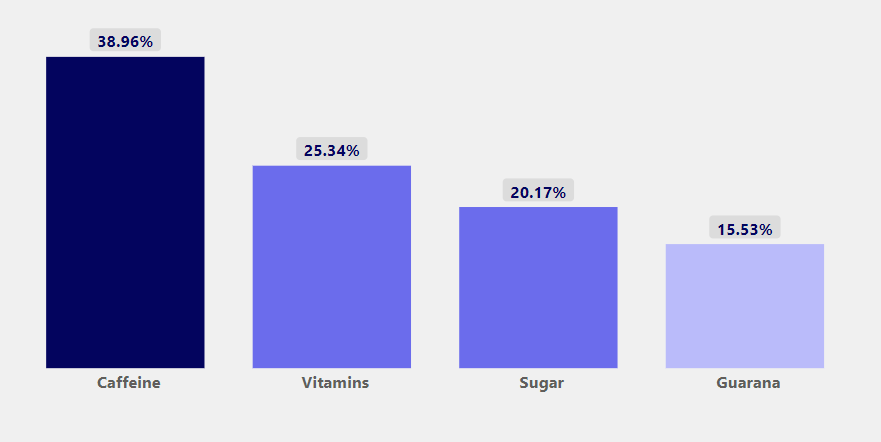 38.96%
25.34%
20.17%
15.53%
Caffeine Vitamins Sugar Guarana